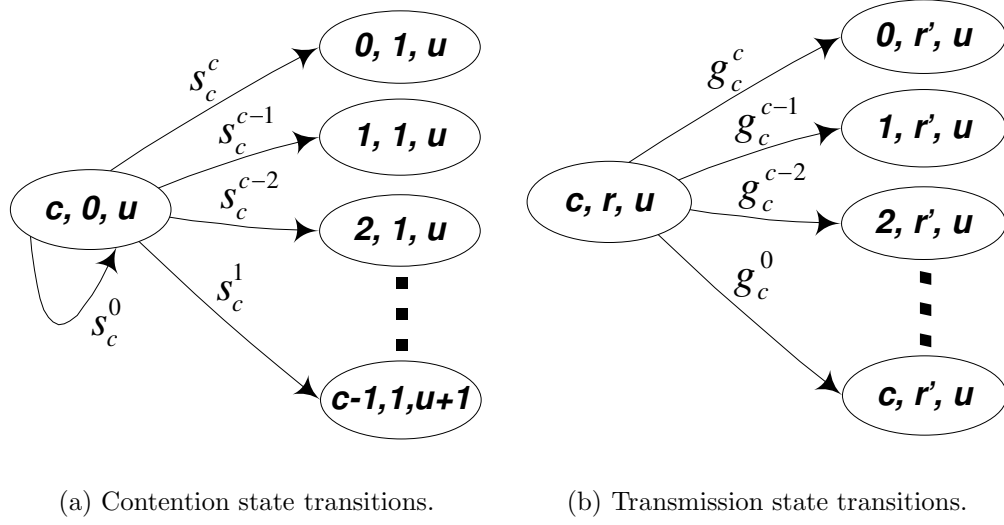 0, 1, u
s_c^c
1, 1, u
s_c^{c-1}
s_c^{c-2}
c, 0, u
2, 1, u
s_c^1
s_c^0
c-1,1,u+1
(a) Contention state transitions.
0, r', u
g_c^c
1, r', u
g_c^{c-1}
g_c^{c-2}
c, r, u
2, r', u
g_c^0
c, r', u
(b) Transmission state transitions.